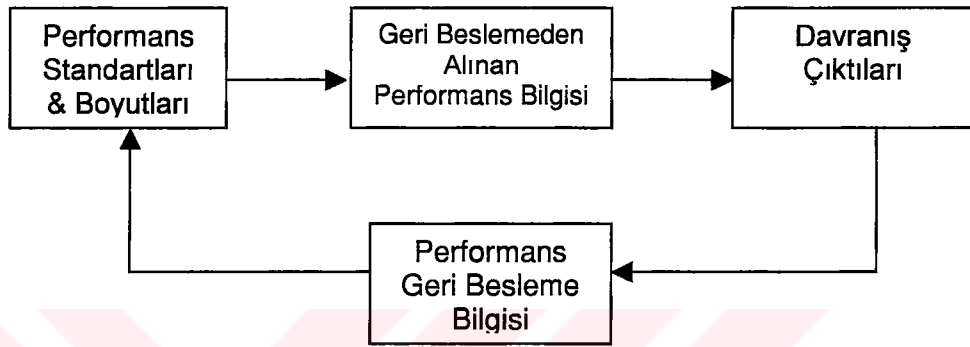 Performans
Standartları
& Boyutları
Geri Beslemeden
Alınan
Performans Bilgisi
Davranış
Çıktıları
Performans
Geri Besleme
Bilgisi